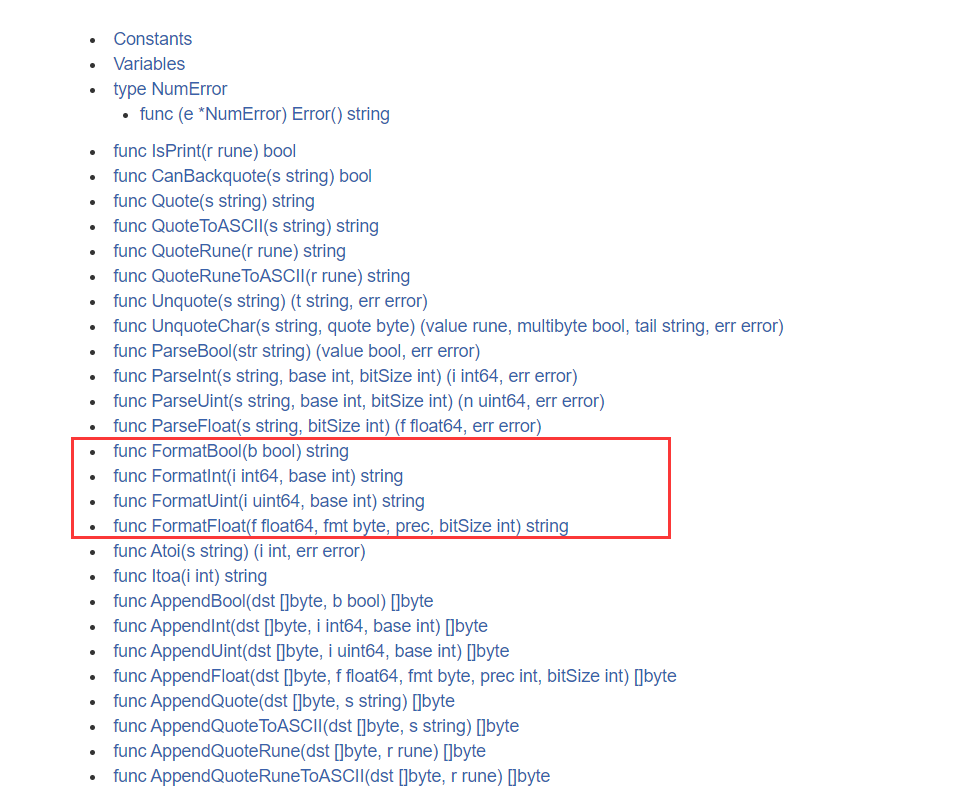 Constants
Variables
type NumError
func (e *NumError) Error() string
func IsPrint(r rune) bool
func CanBackquote(s string) bool
func Quote(s string) string
func QuoteToASCII(s string) string
func QuoteRune(r rune) string
func QuoteRuneToASCII(r rune) string
func Unquote(s string) (t string, err error)
func UnquoteChar(s string, quote byte) (value rune, multibyte bool, tail string, err error)
func ParseBool(str string) (value bool, err error)
func ParseInt(s string, base int, bitSize int) (i int64, err error)
func ParseUint(s string, base int, bitSize int) (n uint64, err error)
func ParseFloat(s string, bitSize int) (f float64, err error)
func FormatBool(b bool) string
func FormatInt(i int64, base int) string
func FormatUint(i uint64, base int) string
func FormatFloat(f float64, fmt byte, prec, bitSize int) string
func Atoi(s string) (i int, err error)
func Itoa(i int) string
func AppendBool(dst []byte, b bool) []byte
func AppendInt(dst []byte, i int64, base int) []byte
func AppendUint(dst []byte, i uint64, base int) []byte
func AppendFloat(dst []byte, f float64, fmt byte, prec int, bitSize int) []byte
func AppendQuote(dst []byte, s string) []byte
func AppendQuoteToASCII(dst []byte, s string) []byte
func AppendQuoteRune(dst []byte, r rune) []byte
func AppendQuoteRuneToASCII(dst []byte, r rune) []byte